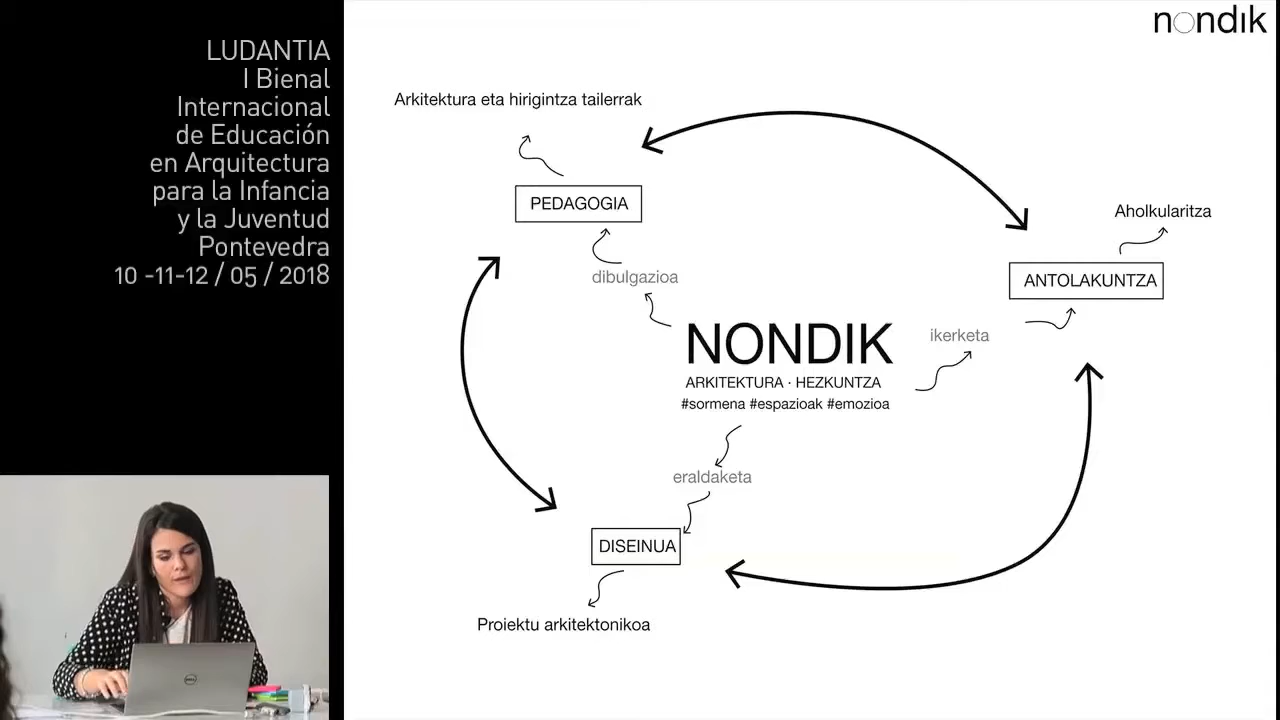 LUDANTIA
I Bienal
Internacional
de Educación
en Arquitectura
para la Infancia
y la Juventud
Pontevedra
10 -11-12 / 05 / 2018
nondik
Arkitektura eta hirigintza tailerrak
PEDAGOGIA
dibulgazioa
Aholkularitza
ANTOLAKUNTZA
ikerketa
NONDIK
ARKITEKTURA · HEZKUNTZA
#sormena #espazioak #emozioa
eraldaketa
DISEINUA
Proiektu arkitektonikoa
DELL